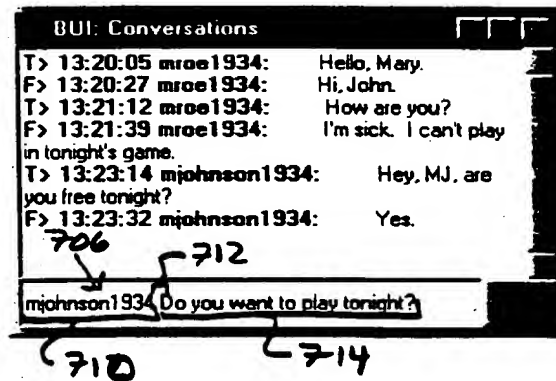 BUI: Conversations
T> 13:20:05 mroe1934: Hello, Mary.
F> 13:20:27 mroe1934: Hi, John.
T> 13:21:12 mroe1934: How are you?
F> 13:21:39 mroe1934: I'm sick. I can't play
in tonight's game.
T> 13:23:14 mjohnson1934: Hey, MJ, are
you free tonight?
F> 13:23:32 mjohnson1934: Yes.
706
712
mjohnson1934 Do you want to play tonight?
710
714